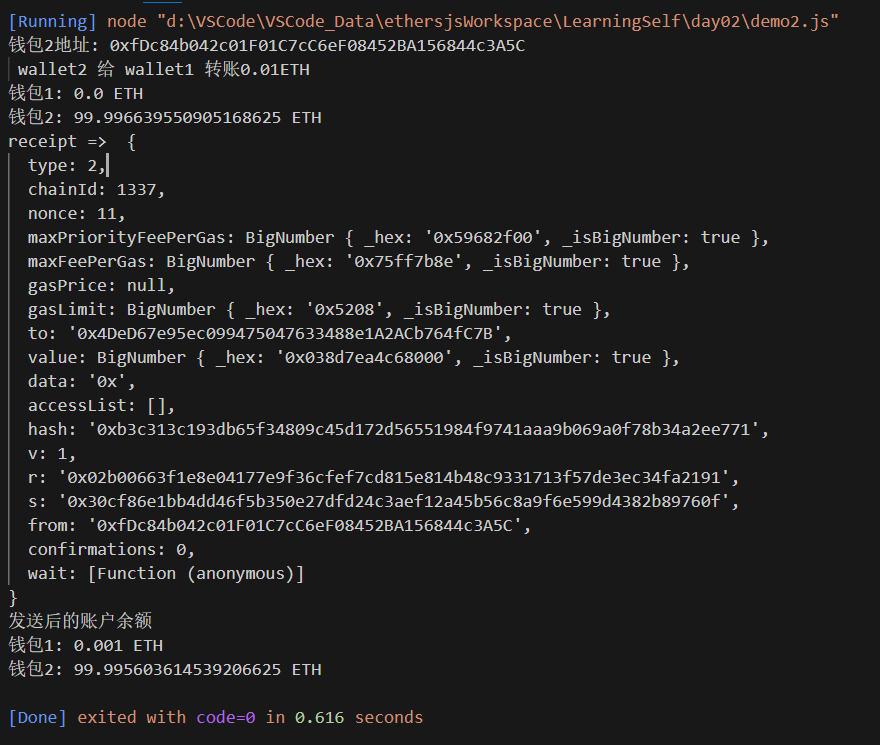 [Running] node "d:\VSCode\VSCode_Data\ethersjsWorkspace\LearningSelf\day02\demo2.js"
钱包2地址: 0xfDc84b042c01F01C7cC6eF08452BA156844c3A5C
wallet2 给 wallet1 转账0.01ETH
钱包1: 0.0 ETH
钱包2: 99.996639550905168625 ETH
receipt => {
type: 2,
chainId: 1337,
nonce: 11,
maxPriorityFeePerGas: BigNumber { _hex: '0x59682f00', _isBigNumber: true },
maxFeePerGas: BigNumber { _hex: '0x75ff7b8e', _isBigNumber: true },
gasPrice: null,
gasLimit: BigNumber { _hex: '0x5208', _isBigNumber: true },
to: '0x4DeD67e95ec099475047633488e1A2ACb764fC7B',
value: BigNumber { _hex: '0x038d7ea4c68000', _isBigNumber: true },
data: '0x',
accessList: [],
hash: '0xb3c313c193db65f34809c45d172d56551984f9741aaa9b069a0f78b34a2ee771',
v: 1,
r: '0x02b00663f1e8e04177e9f36cfef7cd815e814b48c9331713f57de3ec34fa2191',
s: '0x30cf86e1bb4dd46f5b350e27dfd24c3aef12a45b56c8a9f6e599d4382b89760f',
from: '0xfDc84b042c01F01C7cC6eF08452BA156844c3A5C',
confirmations: 0,
wait: [Function (anonymous)]
}
发送后的账户余额
钱包1: 0.001 ETH
钱包2: 99.995603614539206625 ETH
[Done] exited with code=0 in 0.616 seconds